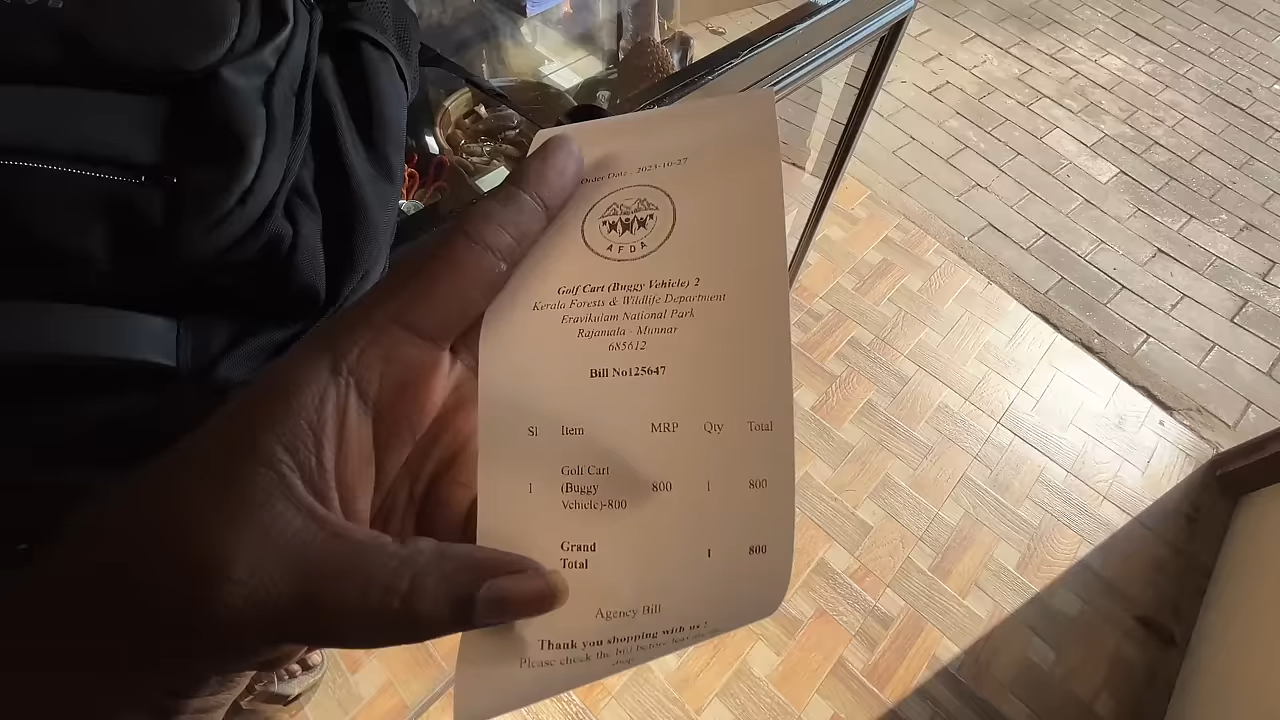 Order Date : 2023-10-27
AFDA
Golf Cart (Buggy Vehicle) 2
Kerala Forests & Wildlife Department
Eravikulam National Park
Rajamala - Munnar
685612
Bill No125647
Sl Item MRP Qty Total
Golf Cart
1 (Buggy 800 1 800
Vehicle)-800
Grand
Total 1 800
Agency Bill
Thank you shopping with us !
Please check the bill before leaving
shop